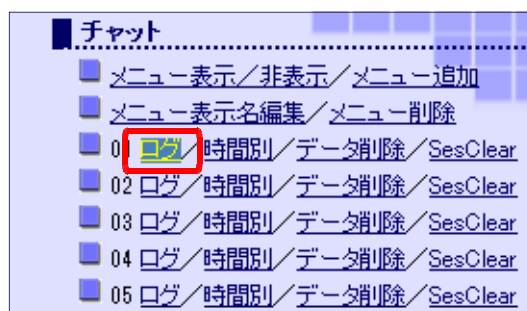 チャット
メニュー表示／非表示／メニュー追加
メニュー表示名編集／メニュー削除
01 ログ／時間別／データ削除／SesClear
02 ログ／時間別／データ削除／SesClear
03 ログ／時間別／データ削除／SesClear
04 ログ／時間別／データ削除／SesClear
05 ログ／時間別／データ削除／SesClear